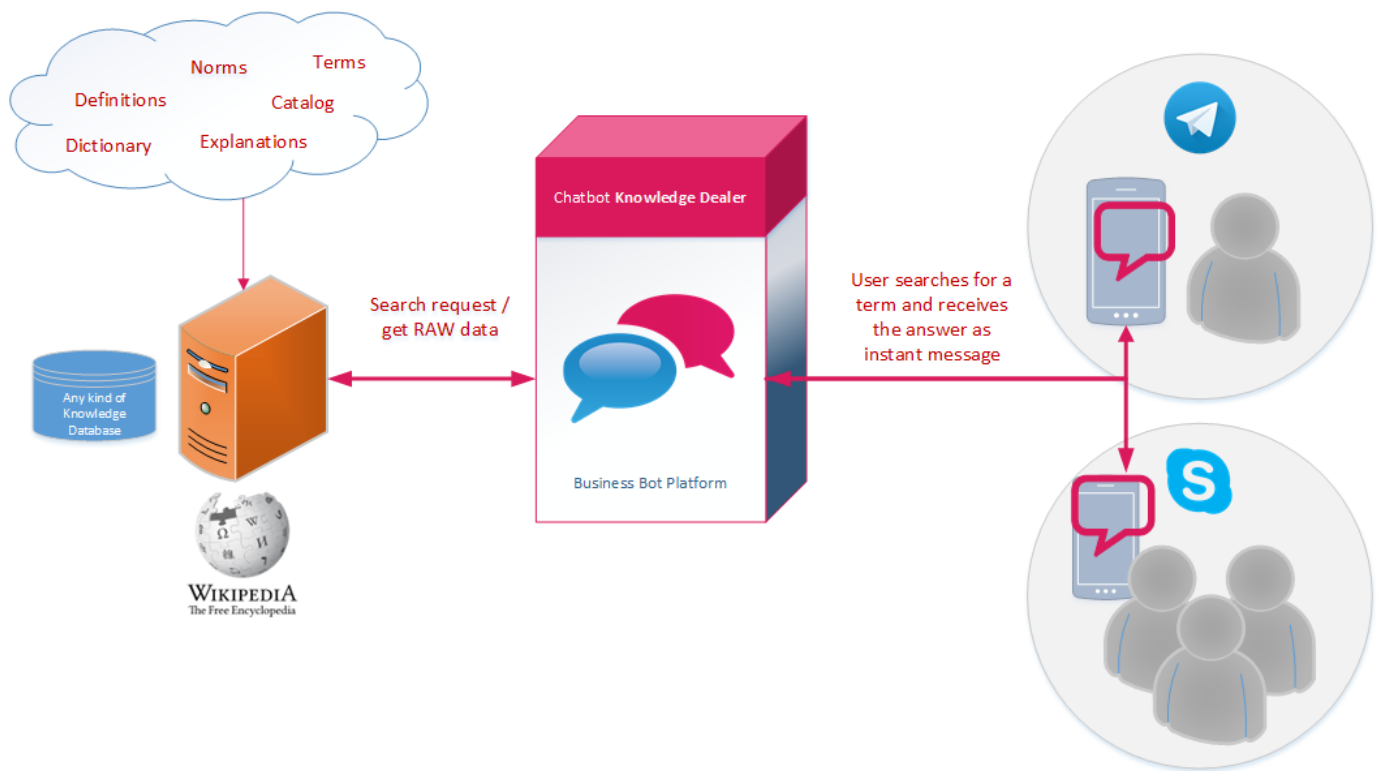 Norms
Terms
Definitions
Catalog
Dictionary
Explanations
Any kind of
Knowledge
Database
WIKIPEDIA
The Free Encyclopedia
Search request /
get RAW data
Chatbot Knowledge Dealer
Business Bot Platform
User searches for a
term and receives
the answer as
instant message
S